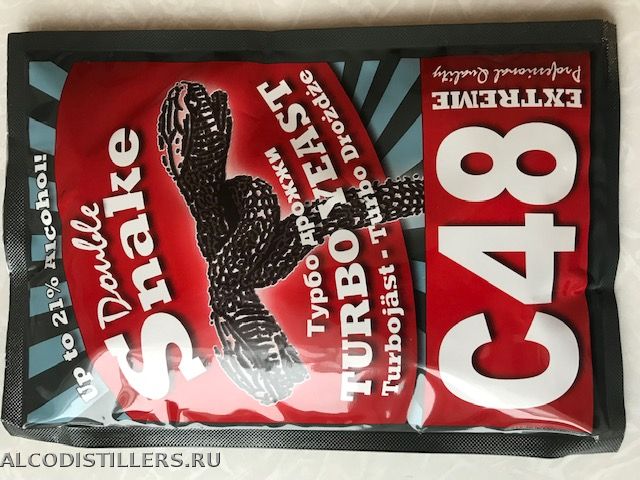 up to 21% Alcohol!
Double
Snake
Турбо дрожжи
TURBO YEAST
Turbojäst - Turbo Drożdże
C48
EXTREME
Professional Quality
ALCODISTILLERS.RU